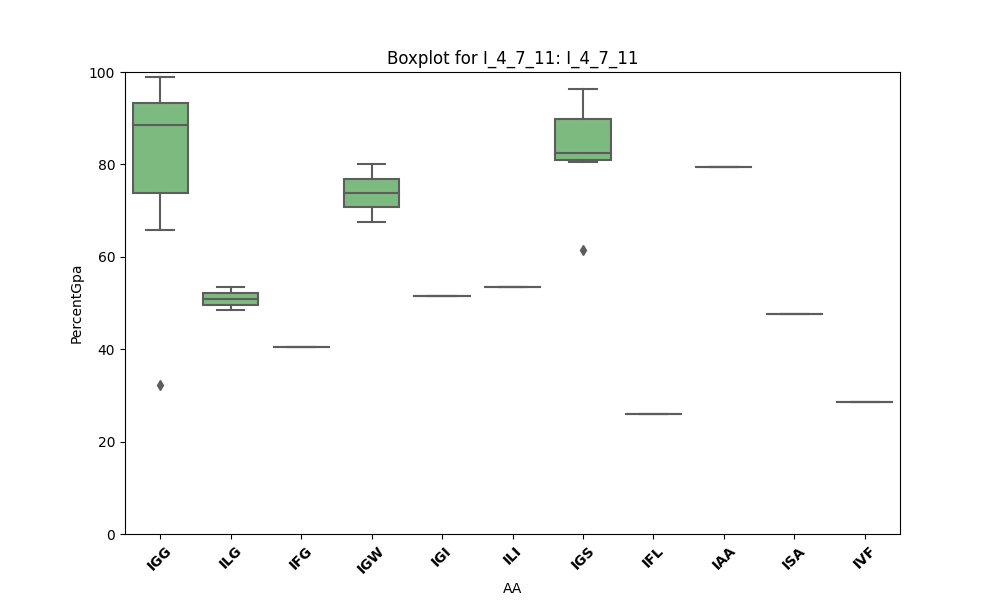 Boxplot for I_4_7_11: I_4_7_11
100
80
60
40
20
0
PercentGpa
IGG
ILG
IFG
IGW
IGI
ILI
IGS
IFL
IAA
ISA
IVF
AA